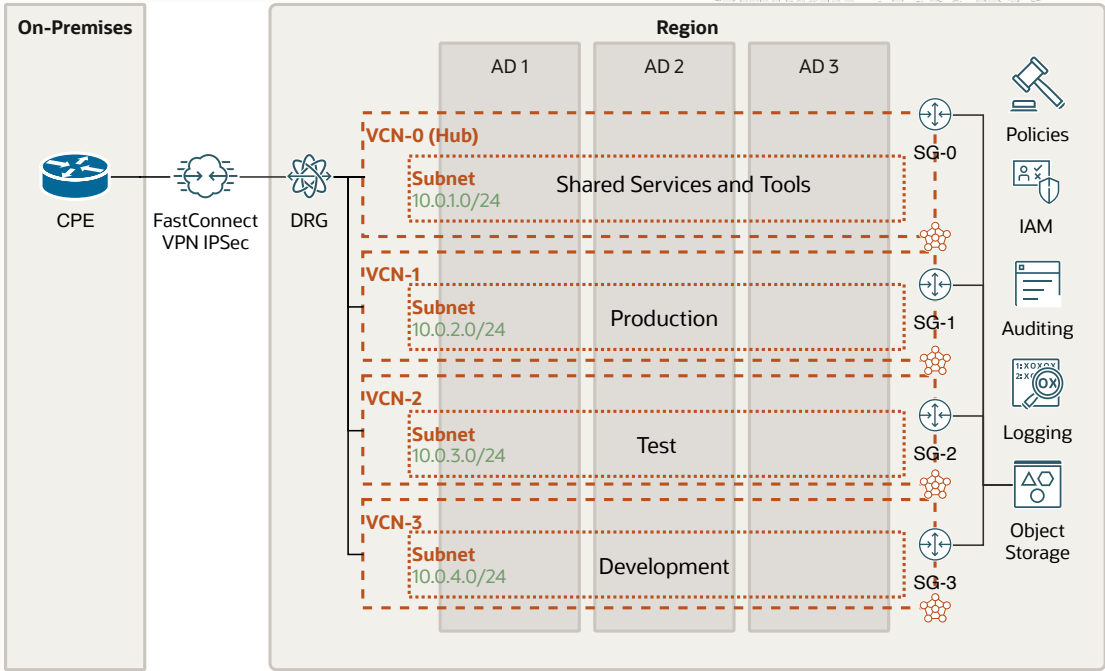 On-Premises
Region
AD 1
AD 2
AD 3
CPE
FastConnect
VPN IPSec
DRG
VCN-0 (Hub)
Subnet
10.0.1.0/24
Shared Services and Tools
SG-0
VCN-1
Subnet
10.0.2.0/24
Production
SG-1
VCN-2
Subnet
10.0.3.0/24
Test
SG-2
VCN-3
Subnet
10.0.4.0/24
Development
SG-3
Policies
IAM
Auditing
1:XOXOX
OX
Logging
Object
Storage